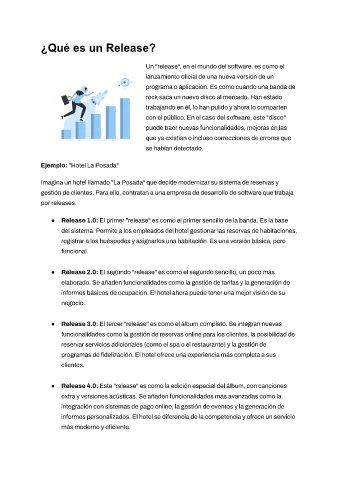 ¿Qué es un Release?
Un "release", en el mundo del software, es como el
lanzamiento oficial de una nueva versión de un
programa o aplicación. Es como cuando una banda de
rock saca un nuevo disco al mercado. Han estado
trabajando en él, lo han pulido y ahora lo comparten
con el público. En el caso del software, este "disco"
puede traer nuevas funcionalidades, mejoras en las
que ya existían o incluso correcciones de errores que
se habían detectado.
Ejemplo: "Hotel La Posada"
Imagina un hotel llamado "La Posada" que decide modernizar su sistema de reservas y
gestión de clientes. Para ello, contratan a una empresa de desarrollo de software que trabaja
por releases.
● Release 1.0: El primer "release" es como el primer sencillo de la banda. Es la base
del sistema. Permite a los empleados del hotel gestionar las reservas de habitaciones,
registrar a los huéspedes y asignarles una habitación. Es una versión básica, pero
funcional.
● Release 2.0: El segundo "release" es como el segundo sencillo, un poco más
elaborado. Se añaden funcionalidades como la gestión de tarifas y la generación de
informes básicos de ocupación. El hotel ahora puede tener una mejor visión de su
negocio.
● Release 3.0: El tercer "release" es como el álbum completo. Se integran nuevas
funcionalidades como la gestión de reservas online para los clientes, la posibilidad de
reservar servicios adicionales (como el spa o el restaurante) y la gestión de
programas de fidelización. El hotel ofrece una experiencia más completa a sus
clientes.
● Release 4.0: Este "release" es como la edición especial del álbum, con canciones
extra y versiones acústicas. Se añaden funcionalidades más avanzadas como la
integración con sistemas de pago online, la gestión de eventos y la generación de
informes personalizados. El hotel se diferencia de la competencia y ofrece un servicio
más moderno y eficiente.